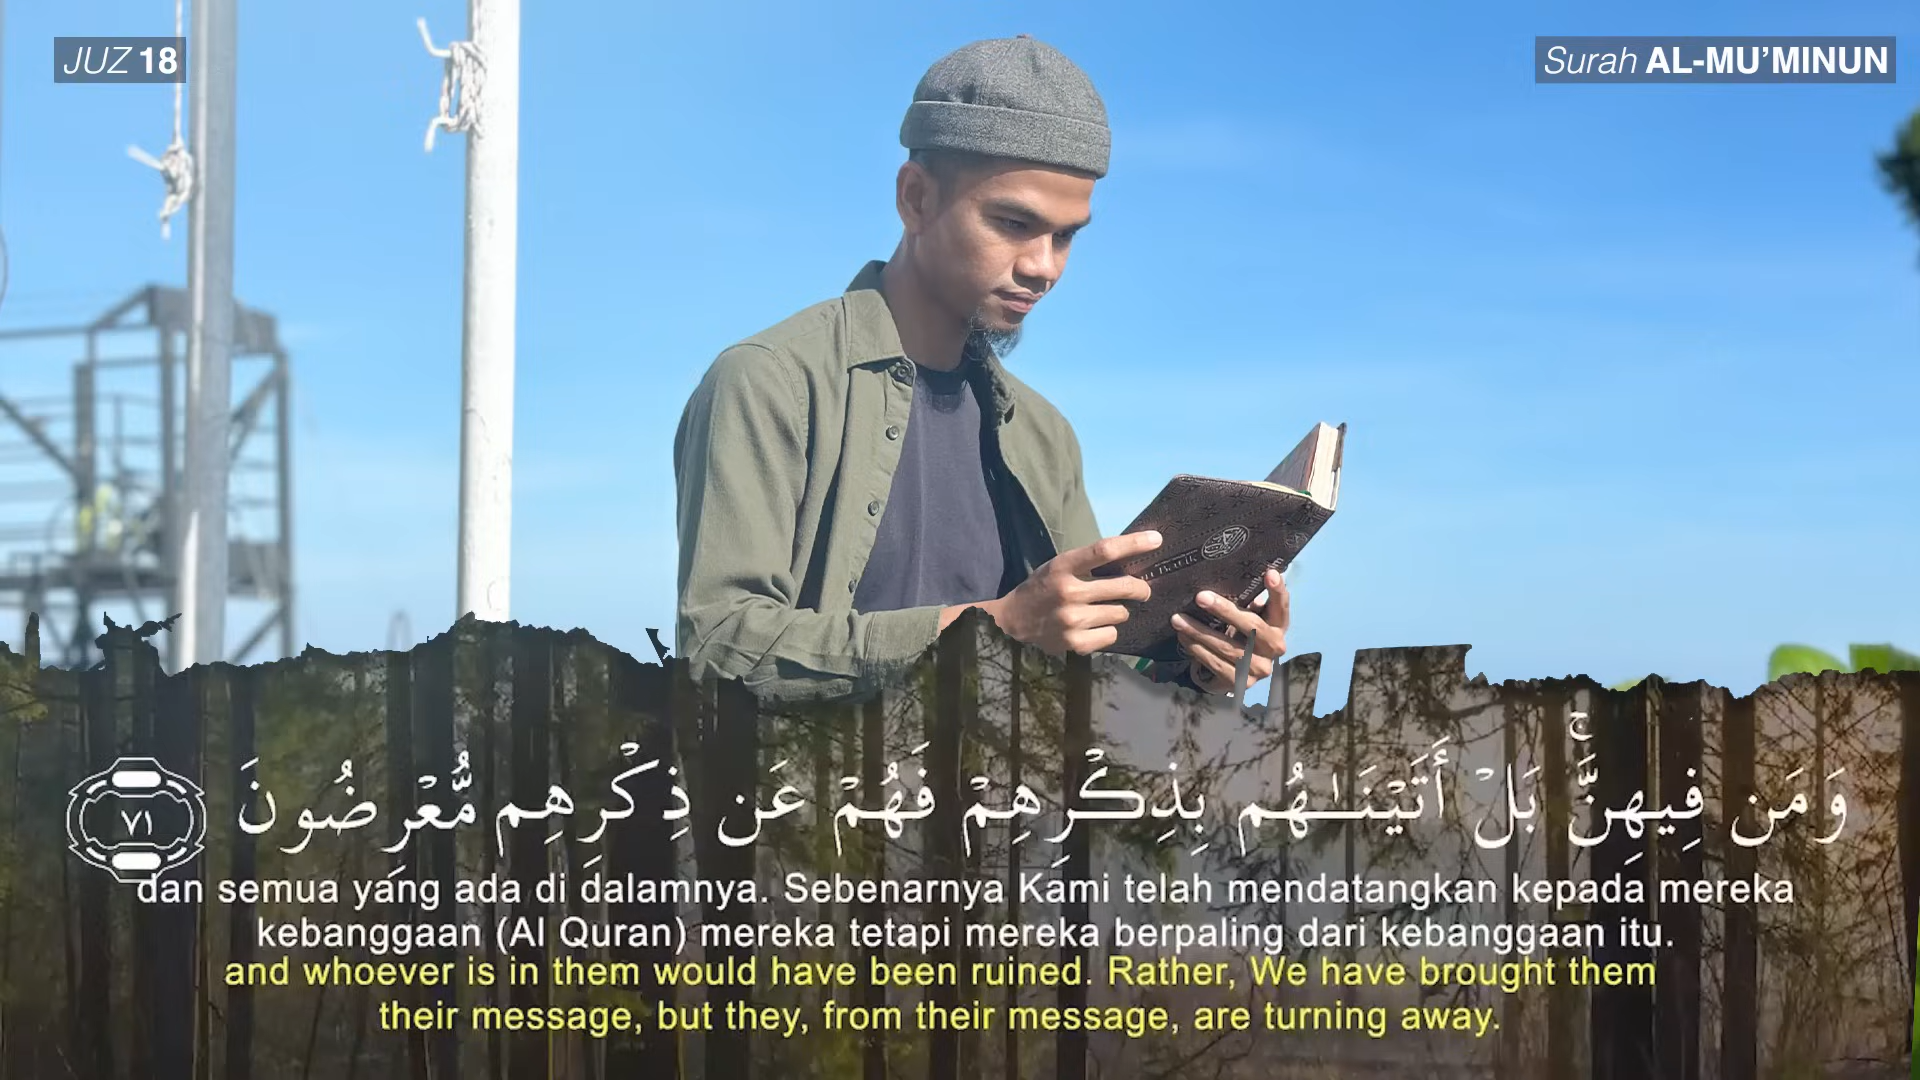 JUZ 18
Surah AL-MU’MINUN
وَمَن فِيهِنَّ ۚ بَلْ أَتَيْنَـٰهُم بِذِكْرِهِمْ فَهُمْ عَن ذِكْرِهِم مُّعْرِضُونَ ٧١
dan semua yang ada di dalamnya. Sebenarnya Kami telah mendatangkan kepada mereka
kebanggaan (Al Quran) mereka tetapi mereka berpaling dari kebanggaan itu.
and whoever is in them would have been ruined. Rather, We have brought them
their message, but they, from their message, are turning away.